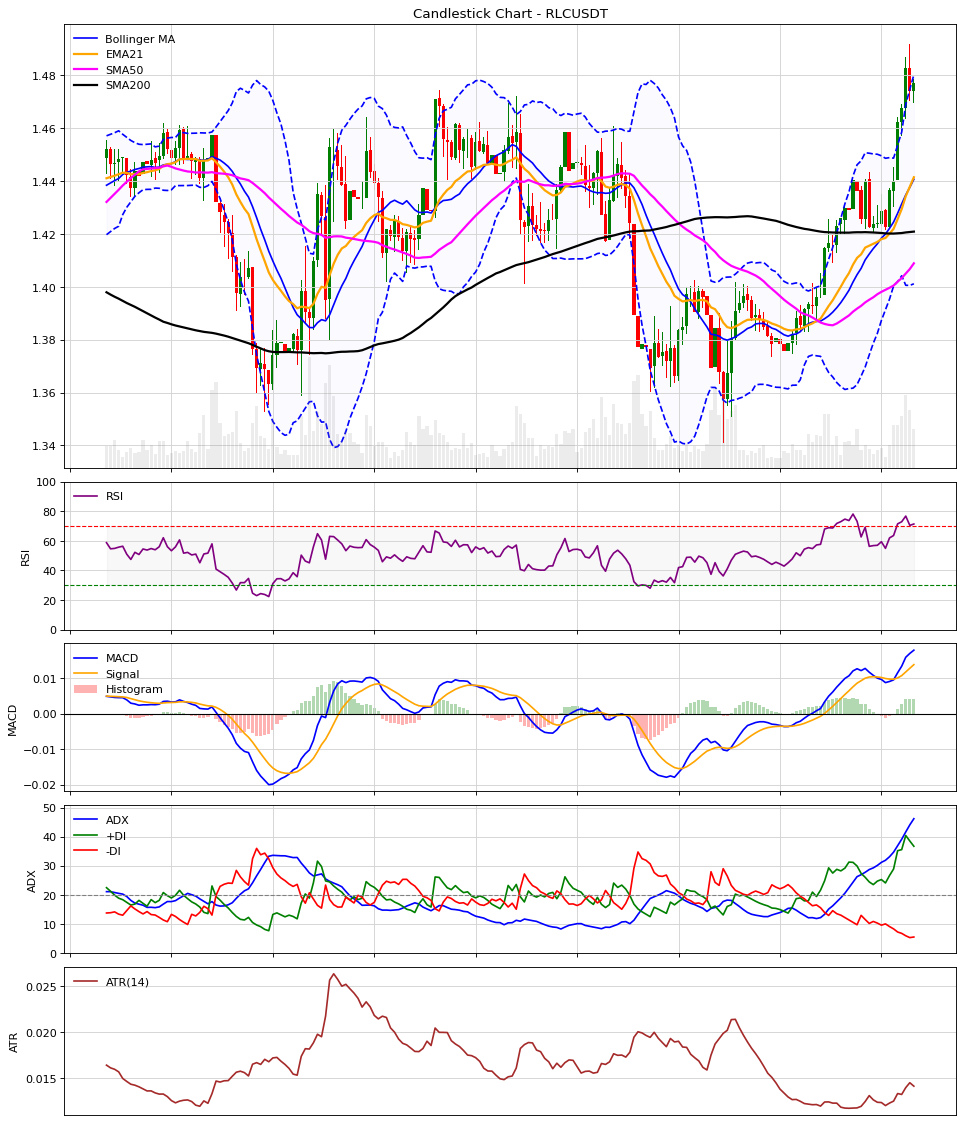 Candlestick Chart - RLCUSDT
Bollinger MA
EMA21
SMA50
SMA200
1.48
1.46
1.44
1.42
1.40
1.38
1.36
1.34
RSI
100
80
60
40
20
0
RSI
MACD
Signal
Histogram
0.01
0.00
−0.01
−0.02
MACD
ADX
+DI
-DI
50
40
30
20
10
0
ADX
ATR(14)
0.025
0.020
0.015
ATR